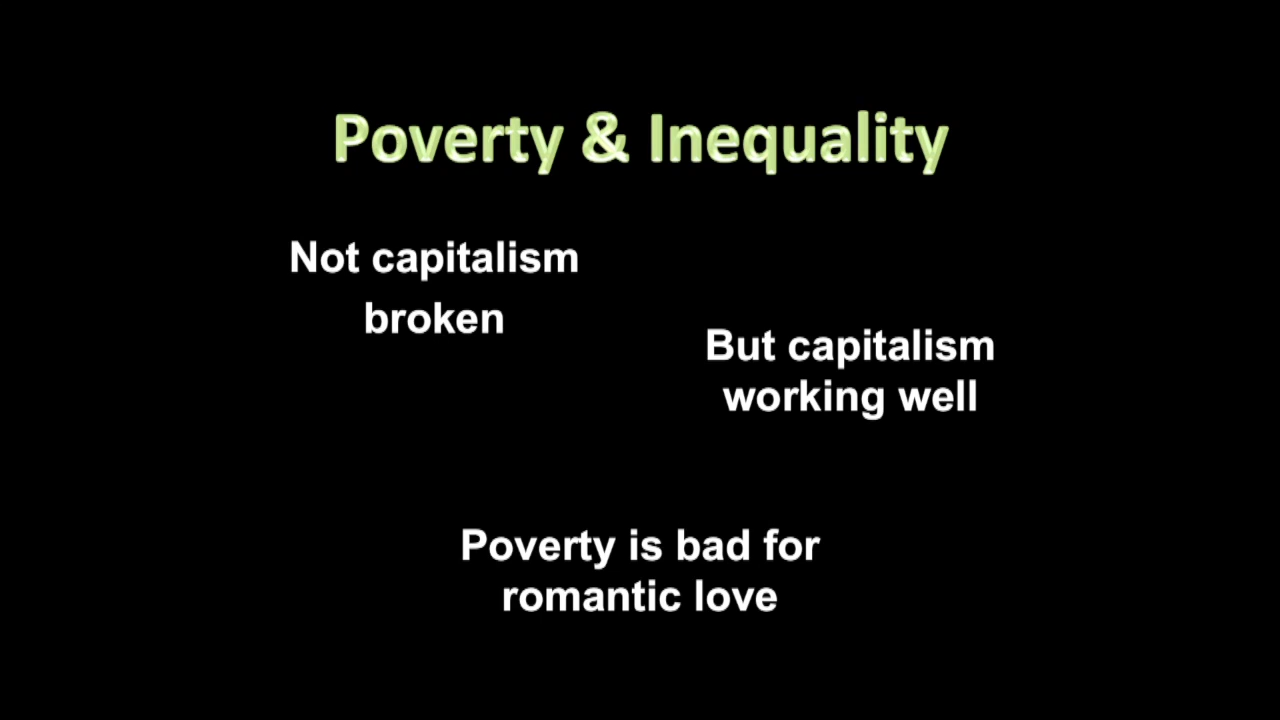 Poverty & Inequality
Not capitalism
broken
But capitalism
working well
Poverty is bad for
romantic love